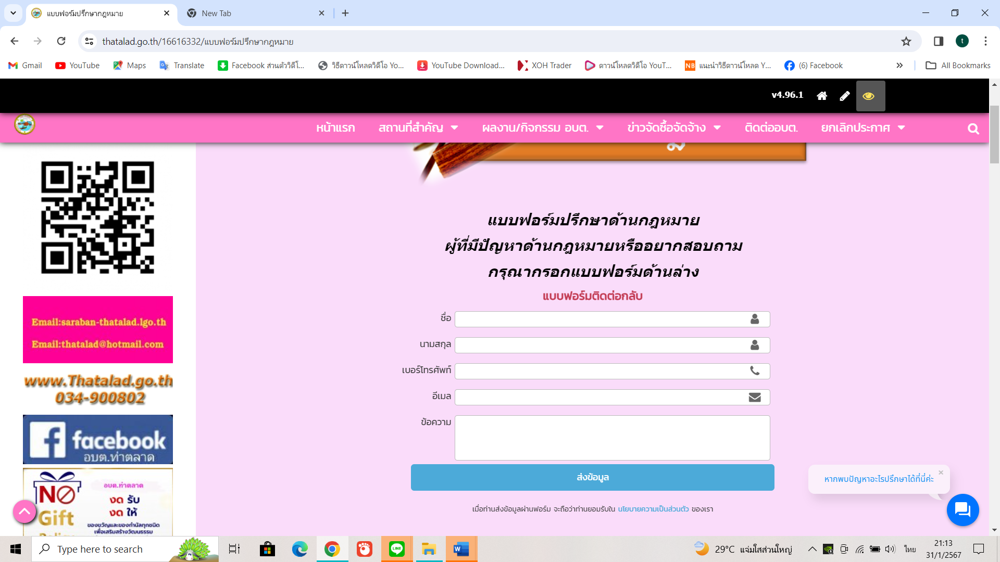 แบบฟอร์มปรึกษากฎหมาย
New Tab
thatalad.go.th/16616332/แบบฟอร์มปรึกษากฎหมาย
t
Gmail
YouTube
Maps
Translate
Facebook ส่วนตัววิดีโ...
วิธีดาวน์โหลดวิดีโอ Yo...
YouTube Download...
XOH Trader
ดาวน์โหลดวิดีโอ YouT...
NB แนะนำวิธีดาวน์โหลด Y...
(6) Facebook
All Bookmarks
v4.96.1
หน้าแรก
สถานที่สำคัญ
ผลงาน/กิจกรรม อบต.
ข่าวจัดซื้อจัดจ้าง
ติดต่ออบต.
ยกเลิกประกาศ
Email:saraban-thatalad.lgo.th
Email:thatalad@hotmail.com
www.Thatalad.go.th
034-900802
facebook
อบต.ท่าตลาด
NO
Gift
อบต.ท่าตลาด
งด รับ
งด ให้
ของขวัญและของกำนัลทุกชนิด
เพื่อเสริมสร้างวัฒนธรรม
แบบฟอร์มปรึกษาด้านกฎหมาย
ผู้ที่มีปัญหาด้านกฎหมายหรืออยากสอบถาม
กรุณากรอกแบบฟอร์มด้านล่าง
แบบฟอร์มติดต่อกลับ
ชื่อ
นามสกุล
เบอร์โทรศัพท์
อีเมล
ข้อความ
ส่งข้อมูล
เมื่อท่านส่งข้อมูลผ่านฟอร์ม จะถือว่าท่านยอมรับใน นโยบายความเป็นส่วนตัว ของเรา
หากพบปัญหาอะไรปรึกษาได้ที่นี่ค่ะ
Type here to search
LINE
W
29°C แจ่มใสส่วนใหญ่
ไทย
21:13
31/1/2567